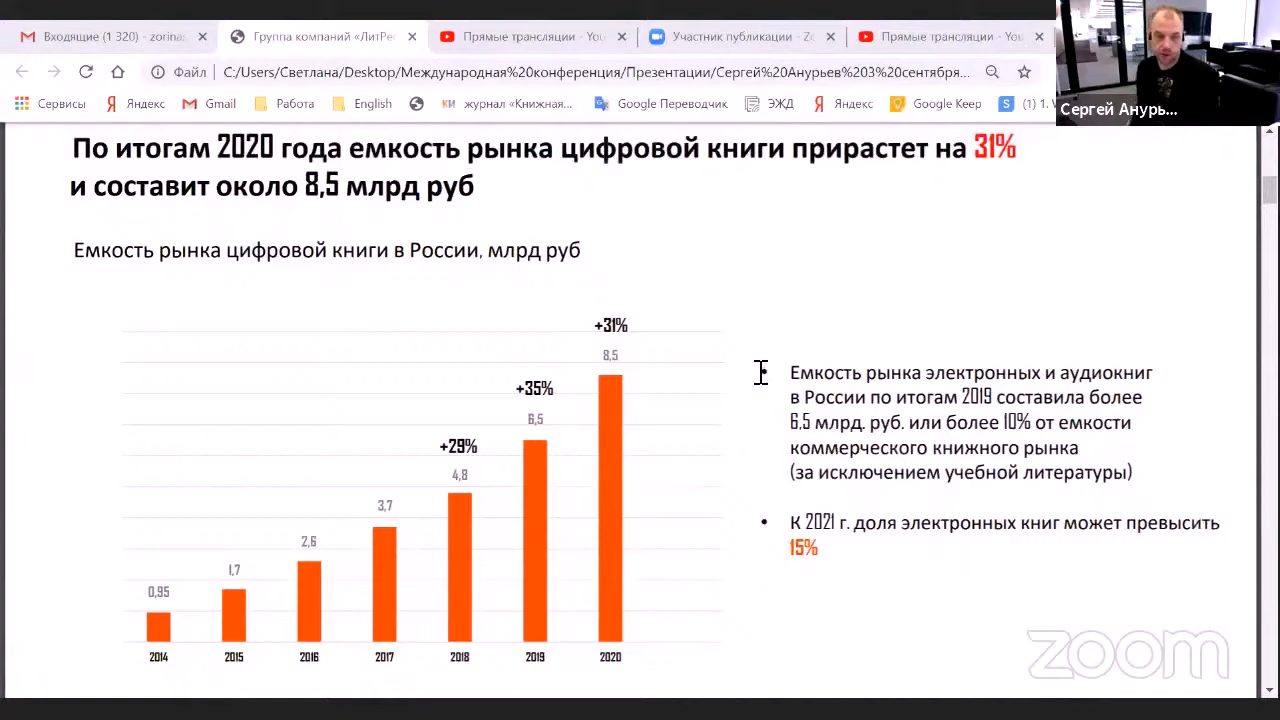 Входящие (1 320) - zorina
Группа компаний «ЛитРе
Прямые трансляции - You
Участник публикации - Zo
Прямые трансляции - You
Файл
C:/Users/Светлана/Desktop/Международная%20конференция/Презентации/Сергей%20Анурьев%203%20сентября...
Сервисы
Яндекс
Gmail
Работа
English
журнал «Книжная...
Google Переводчик
ЭЖД
Яндекс
Google Keep
(1) 1.
Сергей Анурь...
По итогам 2020 года емкость рынка цифровой книги прирастет на 31%
и составит около 8,5 млрд руб
Емкость рынка цифровой книги в России, млрд руб
+31%
8,5
+35%
6,5
+29%
4,8
3,7
2,6
1,7
0,95
2014 2015 2016 2017 2018 2019 2020
• Емкость рынка электронных и аудиокниг
в России по итогам 2019 составила более
6,5 млрд. руб. или более 10% от емкости
коммерческого книжного рынка
(за исключением учебной литературы)
• К 2021 г. доля электронных книг может превысить
15%
zoom